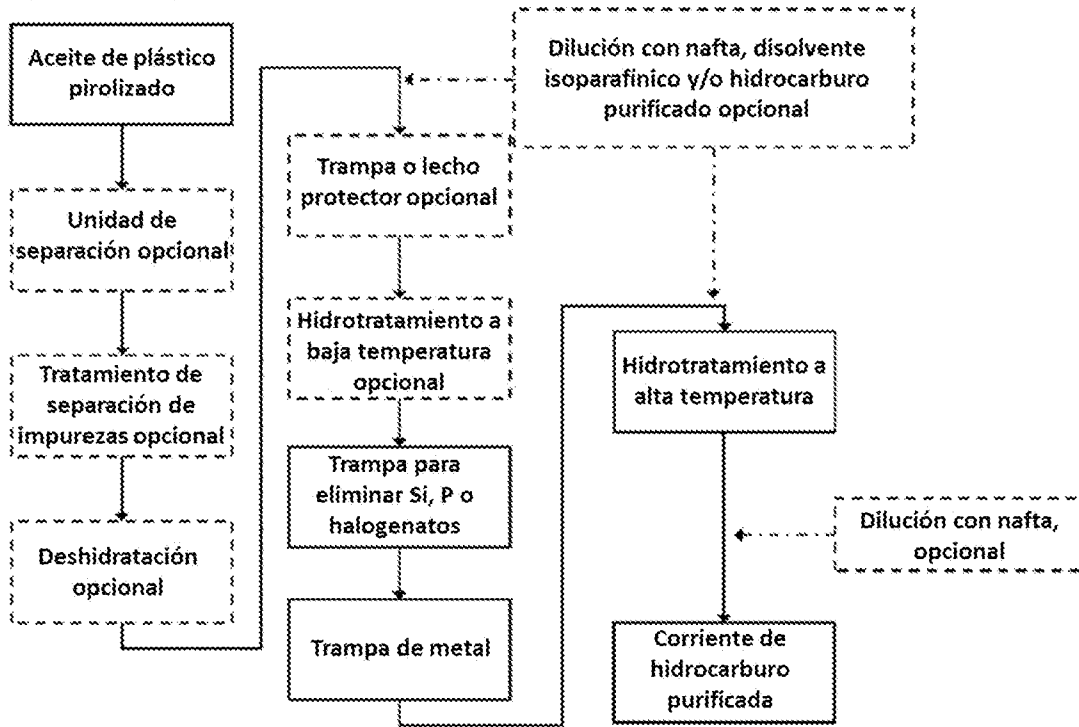 Aceite de plástico
pirolizado
Unidad de
separación opcional
Tratamiento de
separación de
impurezas opcional
Deshidratación
opcional
Dilución con nafta, disolvente
isoparafínico y/o hidrocarburo
purificado opcional
Trampa o lecho
protector opcional
Hidrotratamiento a
baja temperatura
opcional
Trampa para
eliminar Si, P o
halogenatos
Trampa de metal
Hidrotratamiento a
alta temperatura
Dilución con nafta,
opcional
Corriente de
hidrocarburo
purificada